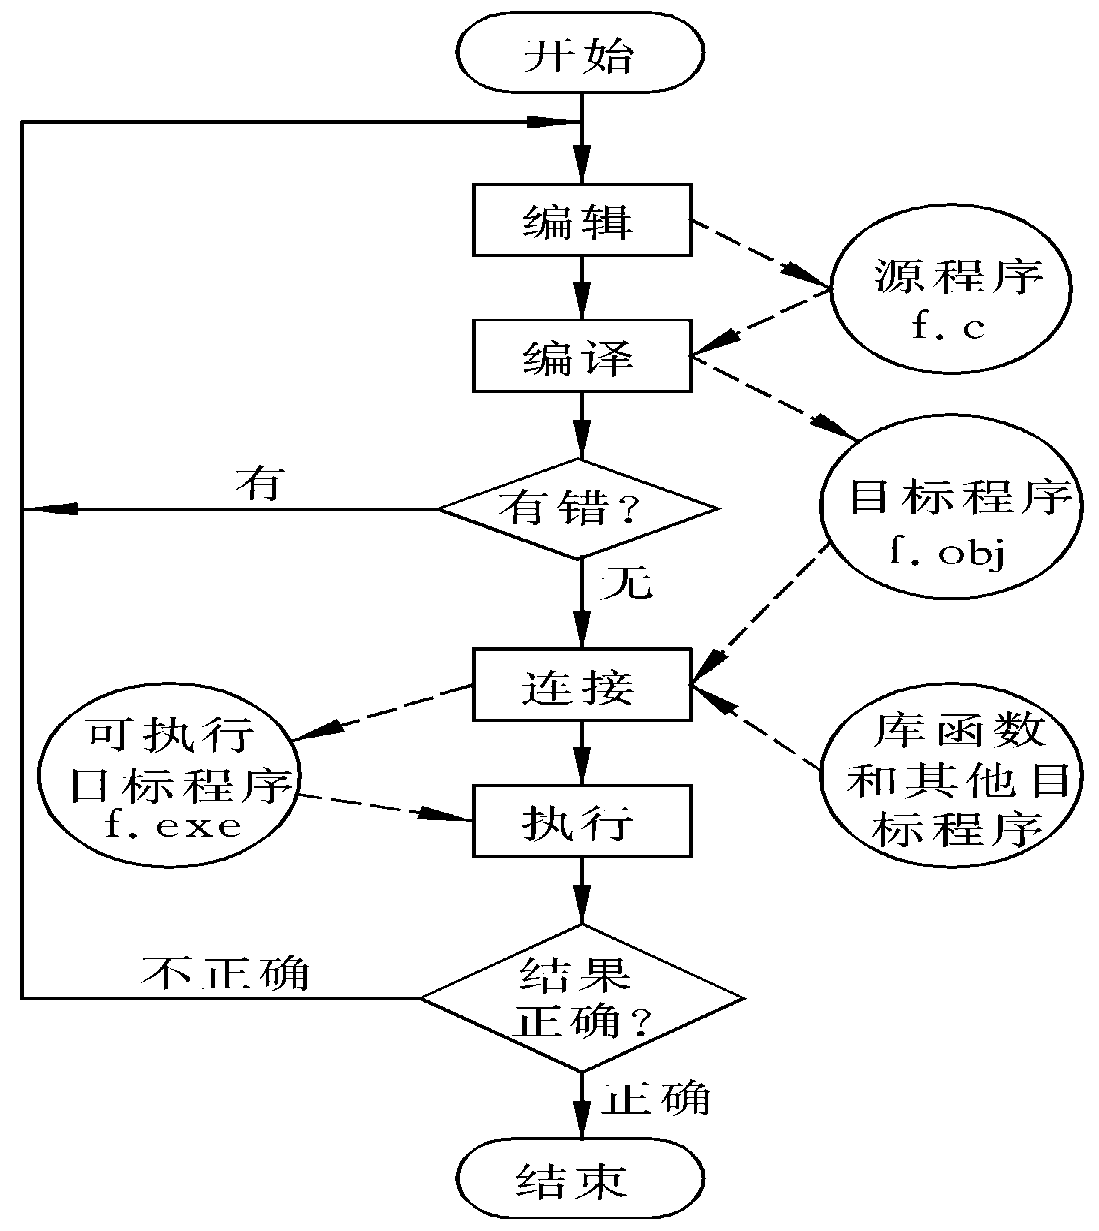 开始
编辑
源程序
f.c
编译
有
有错?
目标程序
f.obj
无
连接
可执行
目标程序
f.exe
库函数
和其他目
标程序
执行
不正确
结果
正确?
正确
结束